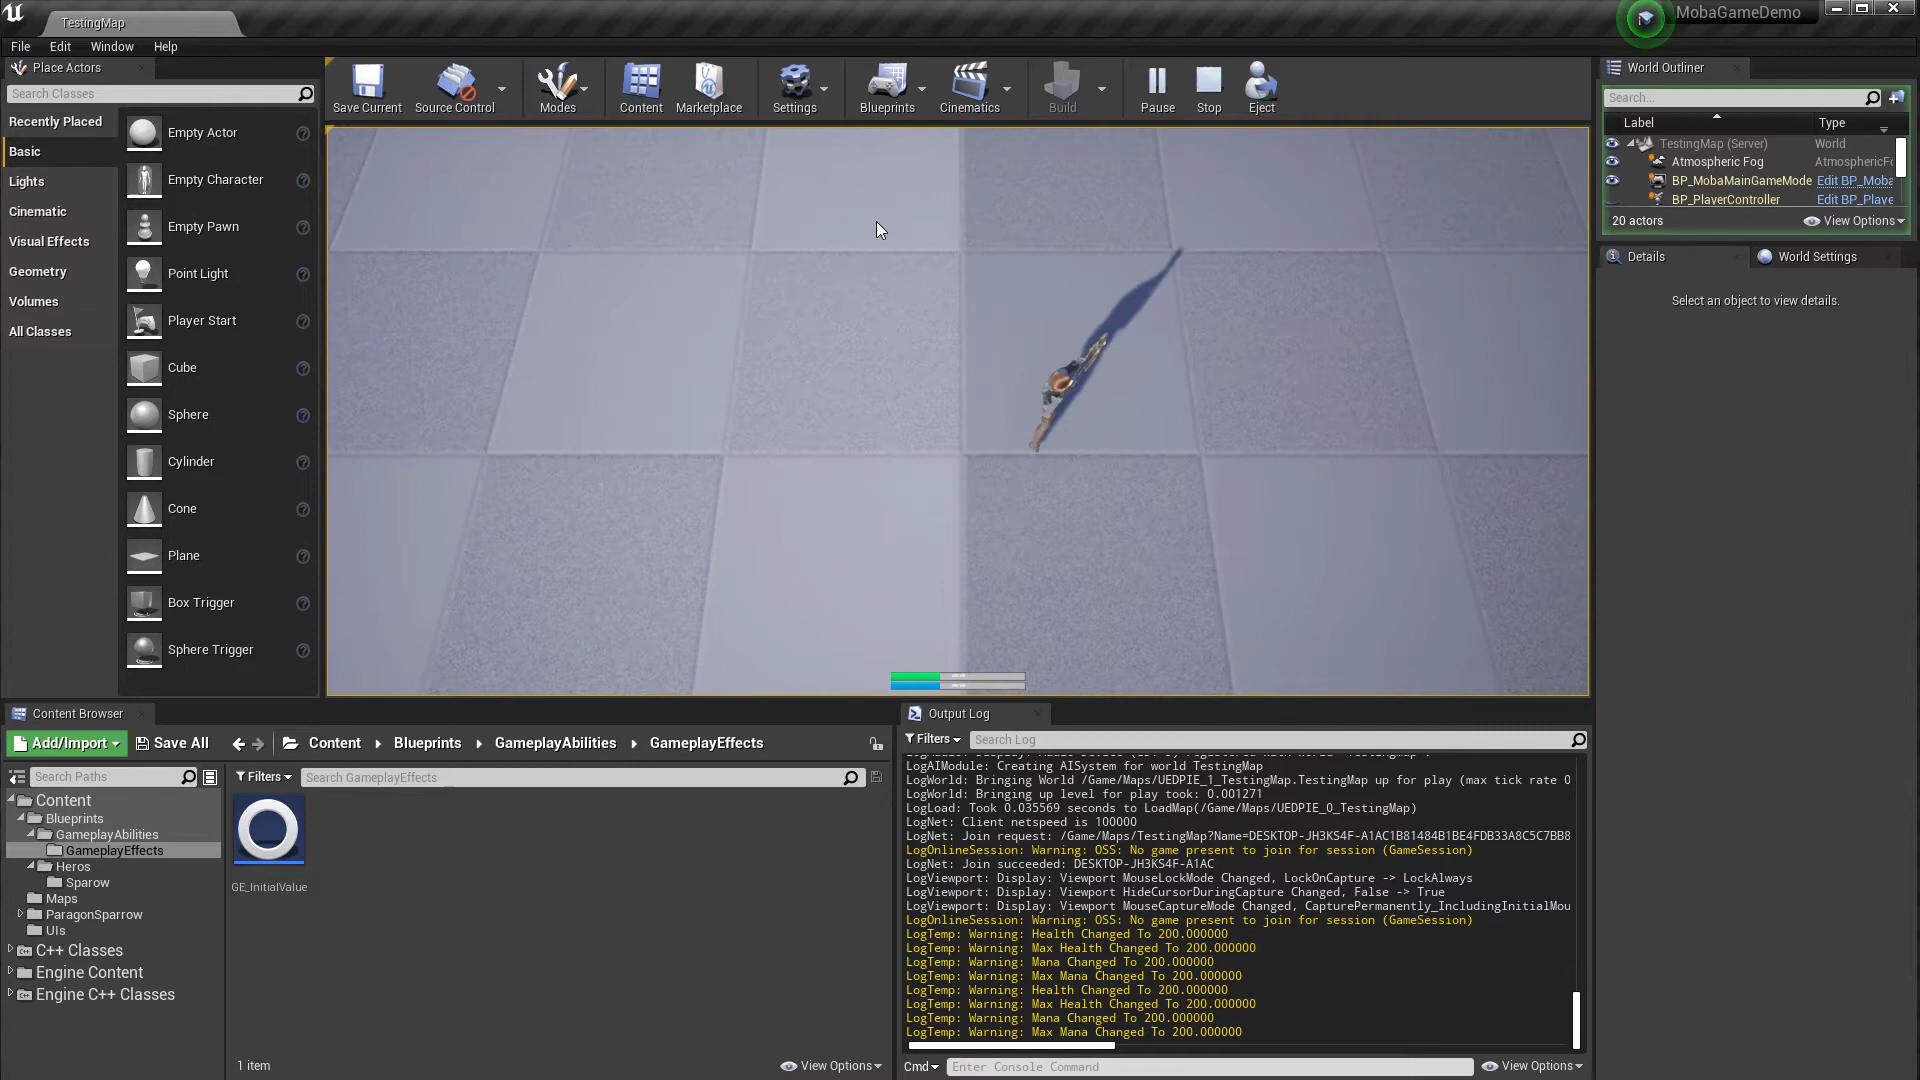 TestingMap
MobaGameDemo
File Edit Window Help
Place Actors
Search Classes
Recently Placed
Basic
Lights
Cinematic
Visual Effects
Geometry
Volumes
All Classes
Empty Actor
Empty Character
Empty Pawn
Point Light
Player Start
Cube
Sphere
Cylinder
Cone
Plane
Box Trigger
Sphere Trigger
Save Current
Source Control
Modes
Content
Marketplace
Settings
Blueprints
Cinematics
Build
Pause
Stop
Eject
World Outliner
Search...
Label Type
TestingMap (Server) World
Atmospheric Fog AtmosphericFo
BP_MobaMainGameMode Edit BP_Moba
BP_PlayerController Edit BP_Playe
20 actors View Options
Details World Settings
Select an object to view details.
Content Browser
Add/Import Save All Content Blueprints GameplayAbilities GameplayEffects
Search Paths
Filters Search GameplayEffects
Content
Blueprints
GameplayAbilities
GameplayEffects
Heros
Sparow
Maps
ParagonSparrow
UIs
C++ Classes
Engine Content
Engine C++ Classes
GE_InitialValue
1 item View Options
Output Log
Filters Search Log
LogAIModule: Creating AISystem for world TestingMap
LogWorld: Bringing World /Game/Maps/UEDPIE_1_TestingMap.TestingMap up for play (max tick rate 0
LogWorld: Bringing up level for play took: 0.001271
LogLoad: Took 0.035569 seconds to LoadMap(/Game/Maps/UEDPIE_0_TestingMap)
LogNet: Client netspeed is 100000
LogNet: Join request: /Game/Maps/TestingMap?Name=DESKTOP-JH3KS4F-A1AC1B81484B1BE4FDB33A8C5C7BB8
LogOnlineSession: Warning: OSS: No game present to join for session (GameSession)
LogNet: Join succeeded: DESKTOP-JH3KS4F-A1AC
LogViewport: Display: Viewport MouseLockMode Changed, LockOnCapture -> LockAlways
LogViewport: Display: Viewport HideCursorDuringCapture Changed, False -> True
LogViewport: Display: Viewport MouseCaptureMode Changed, CapturePermanently_IncludingInitialMou
LogOnlineSession: Warning: OSS: No game present to join for session (GameSession)
LogTemp: Warning: Health Changed To 200.000000
LogTemp: Warning: Max Health Changed To 200.000000
LogTemp: Warning: Mana Changed To 200.000000
LogTemp: Warning: Max Mana Changed To 200.000000
LogTemp: Warning: Health Changed To 200.000000
LogTemp: Warning: Max Health Changed To 200.000000
LogTemp: Warning: Mana Changed To 200.000000
LogTemp: Warning: Max Mana Changed To 200.000000
Cmd Enter Console Command View Options